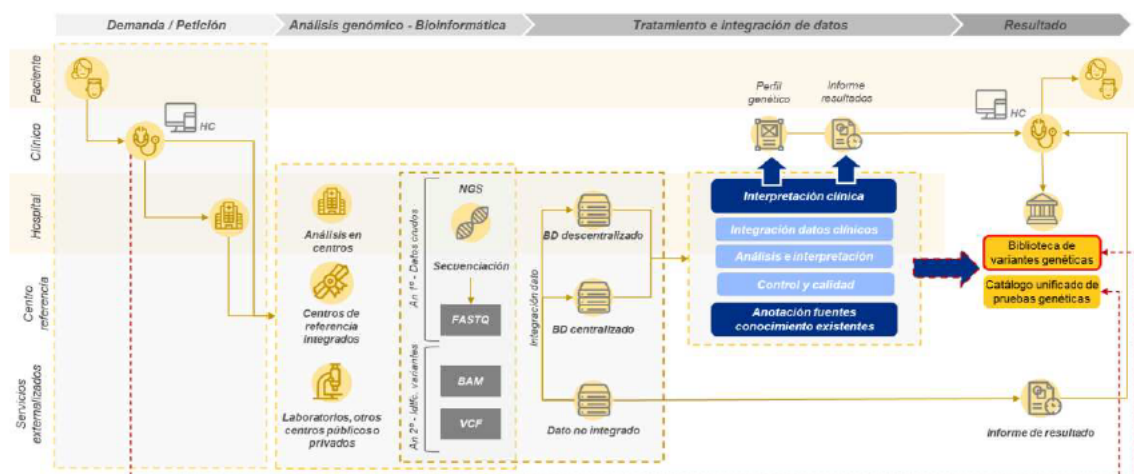 Demanda / Petición
Análisis genómico - Bioinformática
Tratamiento e integración de datos
Resultado
Paciente
Clínico
Hospital
Centro
referencia
Servicios
externalizados
HC
Análisis en
centros
Centros de
referencia
integrados
Laboratorios, otros
centros públicos o
privados
An 1º - Datos crudos
NGS
Secuenciación
FASTQ
An 2º - Idifc. variantes
BAM
VCF
Integración dato
BD descentralizado
BD centralizado
Dato no integrado
Perfil
genético
Informe
resultados
Interpretación clínica
Integración datos clínicos
Análisis e interpretación
Control y calidad
Anotación fuentes
conocimiento existentes
HC
Biblioteca de
variantes genéticas
Catálogo unificado de
pruebas genéticas
Informe de resultado